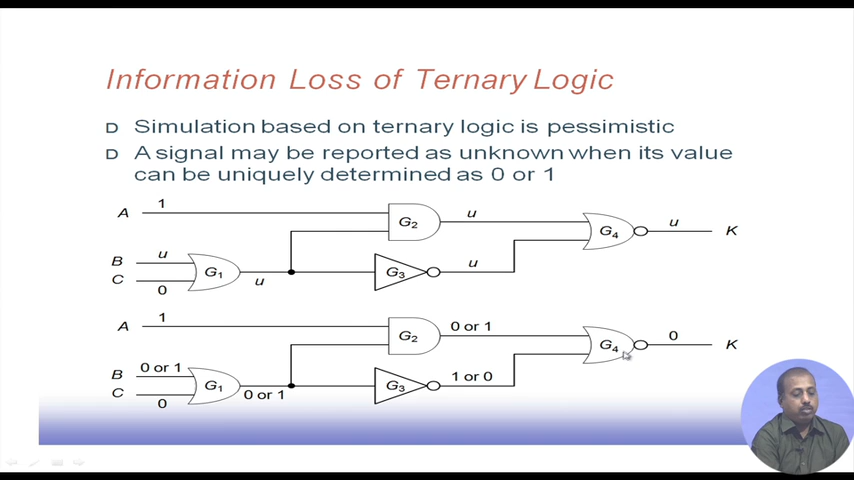 Information Loss of Ternary Logic
D Simulation based on ternary logic is pessimistic
D A signal may be reported as unknown when its value
can be uniquely determined as 0 or 1
A 1 G2 u G4 u K
B u G1 u G3 u
C 0
A 1 G2 0 or 1 G4 0 K
B 0 or 1 G1 0 or 1 G3 1 or 0
C 0